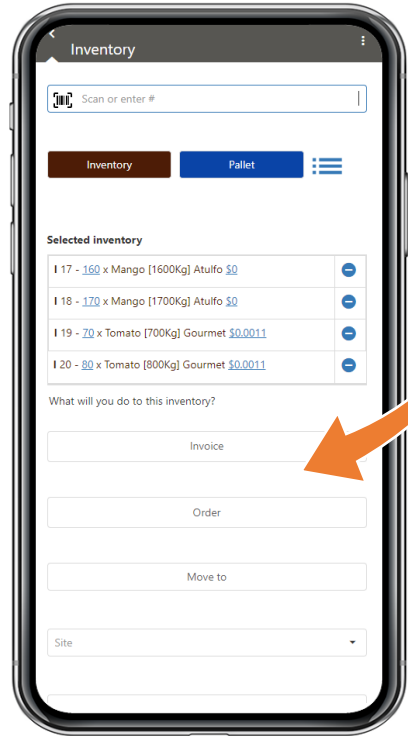 Inventory
Scan or enter #
Inventory Pallet
Selected inventory
I 17 - 160 x Mango [1600Kg] Atulfo $0
I 18 - 170 x Mango [1700Kg] Atulfo $0
I 19 - 70 x Tomato [700Kg] Gourmet $0.0011
I 20 - 80 x Tomato [800Kg] Gourmet $0.0011
What will you do to this inventory?
Invoice
Order
Move to
Site